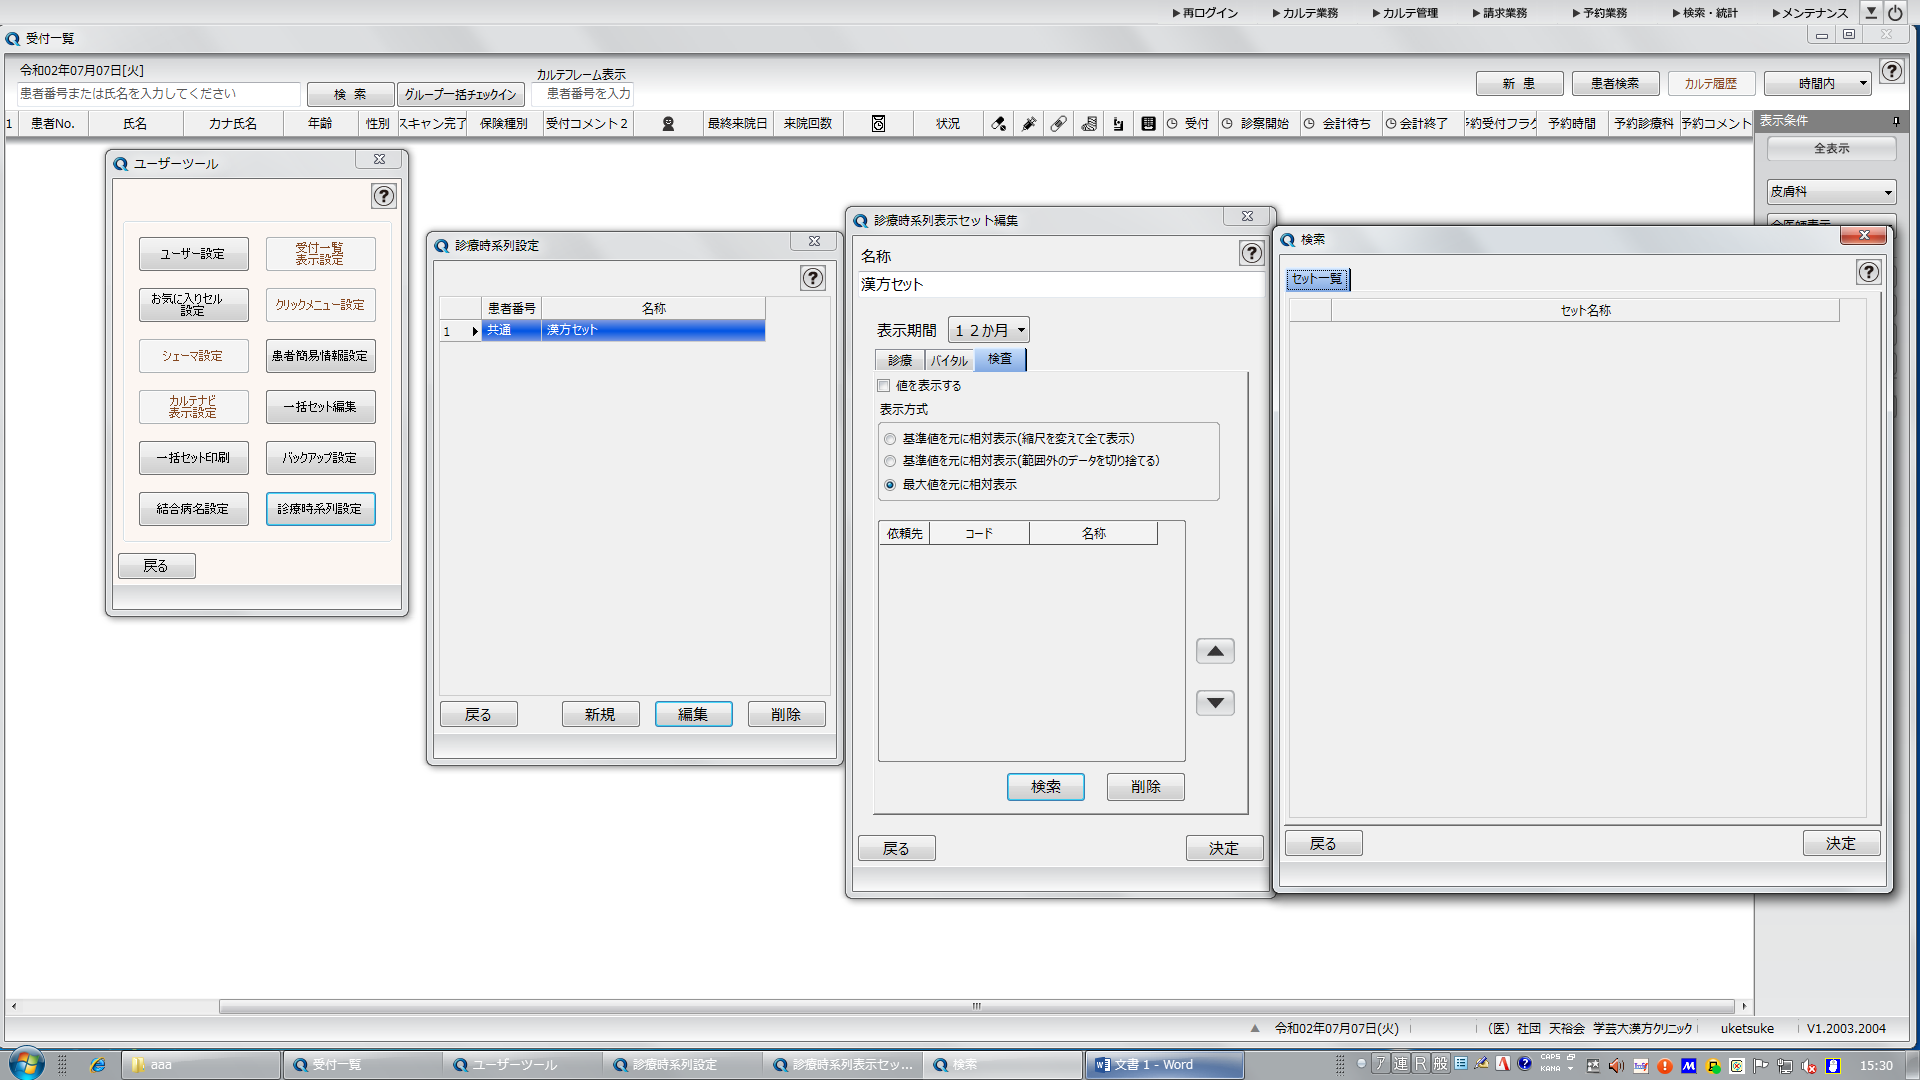 ▶再ログイン ▶カルテ業務 ▶カルテ管理 ▶請求業務 ▶予約業務 ▶検索・統計 ▶メンテナンス
受付一覧
令和02年07月07日[火]
カルテフレーム表示
患者番号または氏名を入力してください 検 索 グループ一括チェックイン 患者番号を入力 新 患 患者検索 カルテ履歴 時間内
1 患者No. 氏名 カナ氏名 年齢 性別 スキャン完了 保険種別 受付コメント2 最終来院日 来院回数 状況 受付 診察開始 会計待ち 会計終了 予約受付フラグ 予約時間 予約診療科 予約コメント
表示条件
全表示
皮膚科
ユーザーツール
ユーザー設定
受付一覧
表示設定
お気に入りセル
設定
クリックメニュー設定
シェーマ設定
患者簡易情報設定
カルテナビ
表示設定
一括セット編集
一括セット印刷
バックアップ設定
結合病名設定
診療時系列設定
戻る
診療時系列設定
患者番号 名称
1 共通 漢方セット
戻る 新規 編集 削除
診療時系列表示セット編集
名称
漢方セット
表示期間 12か月
診療 バイタル 検査
値を表示する
表示方式
基準値を元に相対表示(縮尺を変えて全て表示)
基準値を元に相対表示(範囲外のデータを切り捨てる)
最大値を元に相対表示
依頼先 コード 名称
検索 削除
戻る 決定
検索
セット一覧
セット名称
戻る 決定
令和02年07月07日(火) (医)社団 天裕会 学芸大漢方クリニック uketsuke V1.2003.2004
aaa 受付一覧 ユーザーツール 診療時系列設定 診療時系列表示セッ... 検索 文書 1 - Word ア 連 R 般 CAPS KANA 15:30